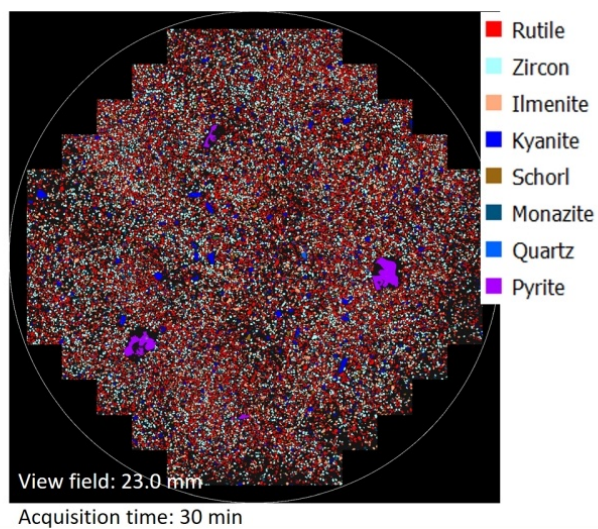 Rutile
Zircon
Ilmenite
Kyanite
Schorl
Monazite
Quartz
Pyrite
View field: 23.0 mm
Acquisition time: 30 min